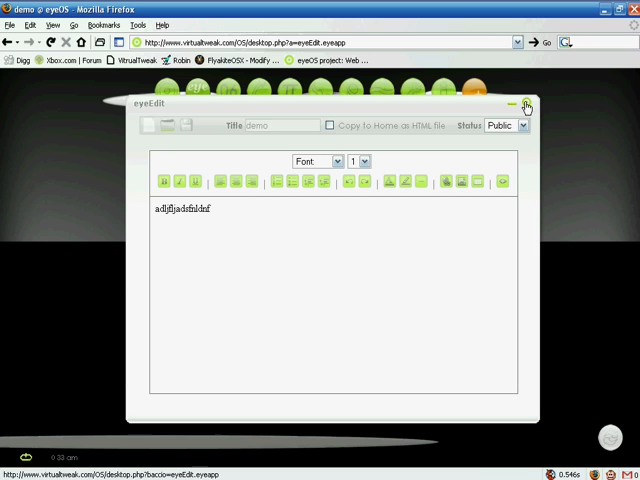 demo @ eyeOS - Mozilla Firefox
File Edit View Go Bookmarks Tools Help
http://www.virtualtweak.com/OS/desktop.php?a=eyeEdit.eyeapp Go
Digg Xbox.com | Forum VitrualTweak Robin FlyakiteOSX - Modify ... eyeOS project: Web ...
eyeEdit
Title demo Copy to Home as HTML file Status Public
Font 1
B I U
adljfljadsfnldnf
0 33 am
http://www.virtualtweak.com/OS/desktop.php?baccio=eyeEdit.eyeapp 0.546s 0